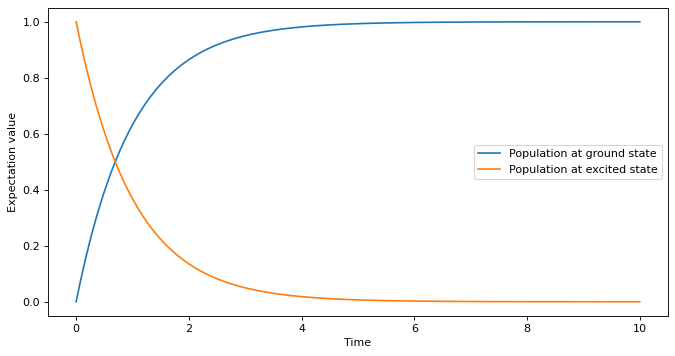 1.0
0.8
0.6
0.4
0.2
0.0
Expectation value
Population at ground state
Population at excited state
0 2 4 6 8 10
Time